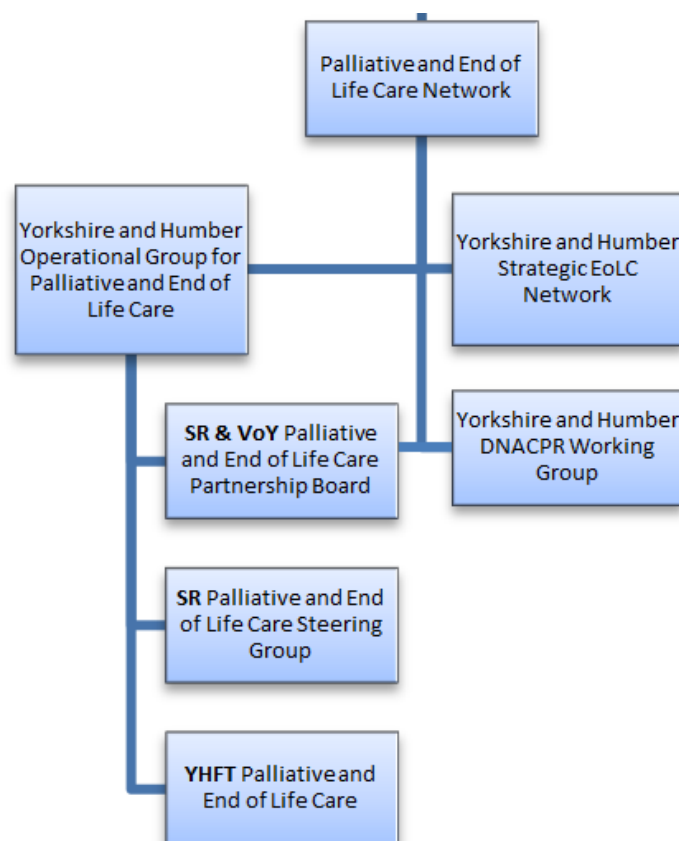 Palliative and End of
Life Care Network
Yorkshire and Humber
Operational Group for
Palliative and End of
Life Care
Yorkshire and Humber
Strategic EoLC
Network
SR & VoY Palliative
and End of Life Care
Partnership Board
Yorkshire and Humber
DNACPR Working
Group
SR Palliative and End
of Life Care Steering
Group
YHFT Palliative and
End of Life Care